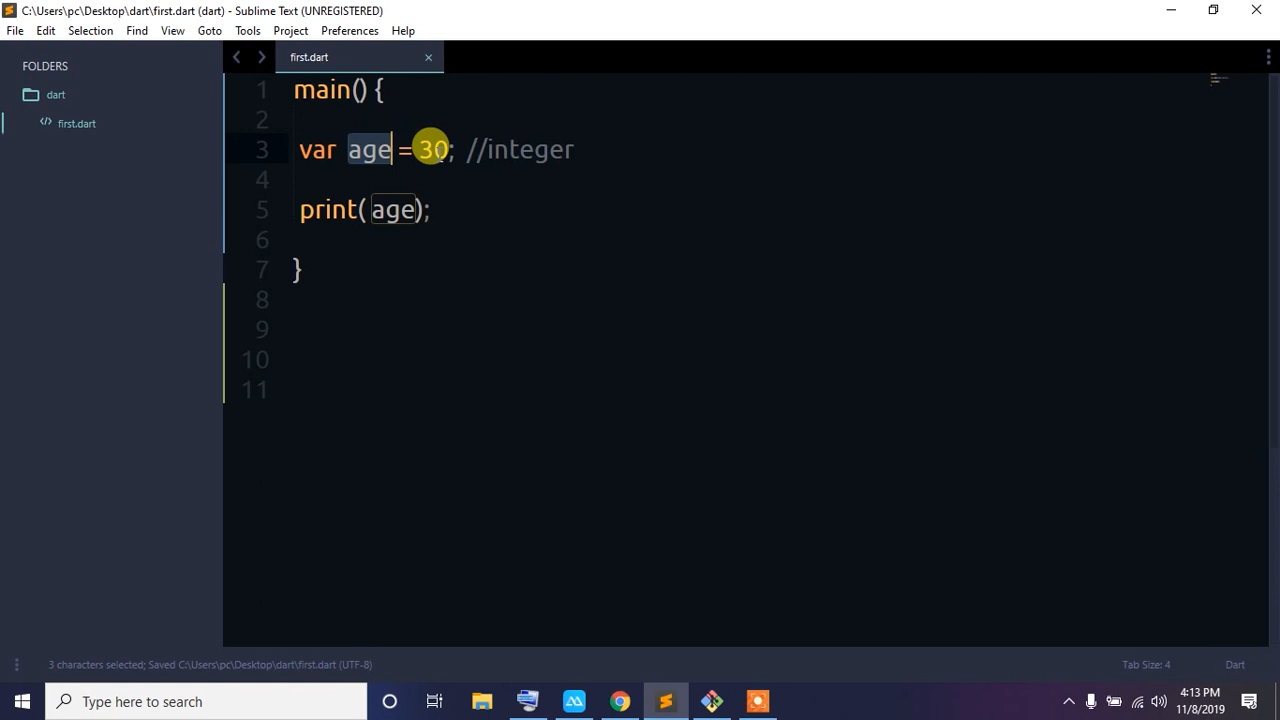 C:\Users\pc\Desktop\dart\first.dart (dart) - Sublime Text (UNREGISTERED)
File Edit Selection Find View Goto Tools Project Preferences Help
FOLDERS
dart
first.dart
first.dart
1 main() {
2
3 var age = 30; //integer
4
5 print( age);
6
7 }
8
9
10
11
3 characters selected; Saved C:\Users\pc\Desktop\dart\first.dart (UTF-8) Tab Size: 4 Dart
Type here to search
4:13 PM
11/8/2019